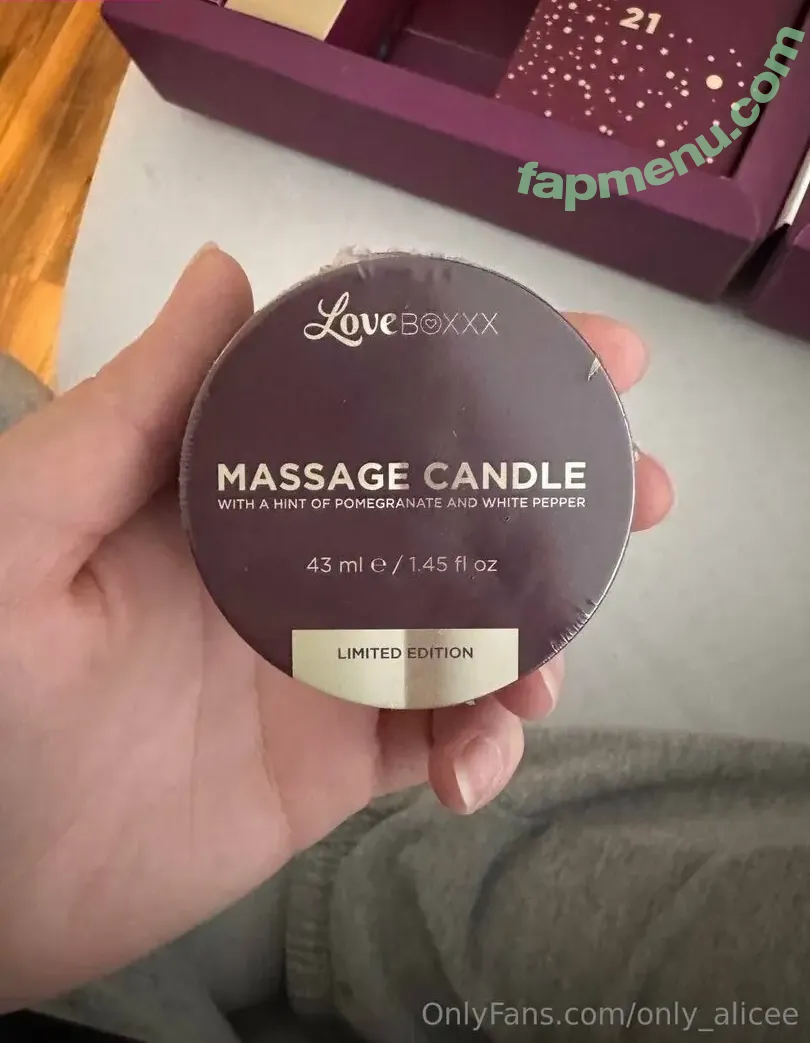 21
fapmenu.com
LoveBOXXX
MASSAGE CANDLE
WITH A HINT OF POMEGRANATE AND WHITE PEPPER
43 ml ℮ / 1.45 fl oz
LIMITED EDITION
OnlyFans.com/only_alicee